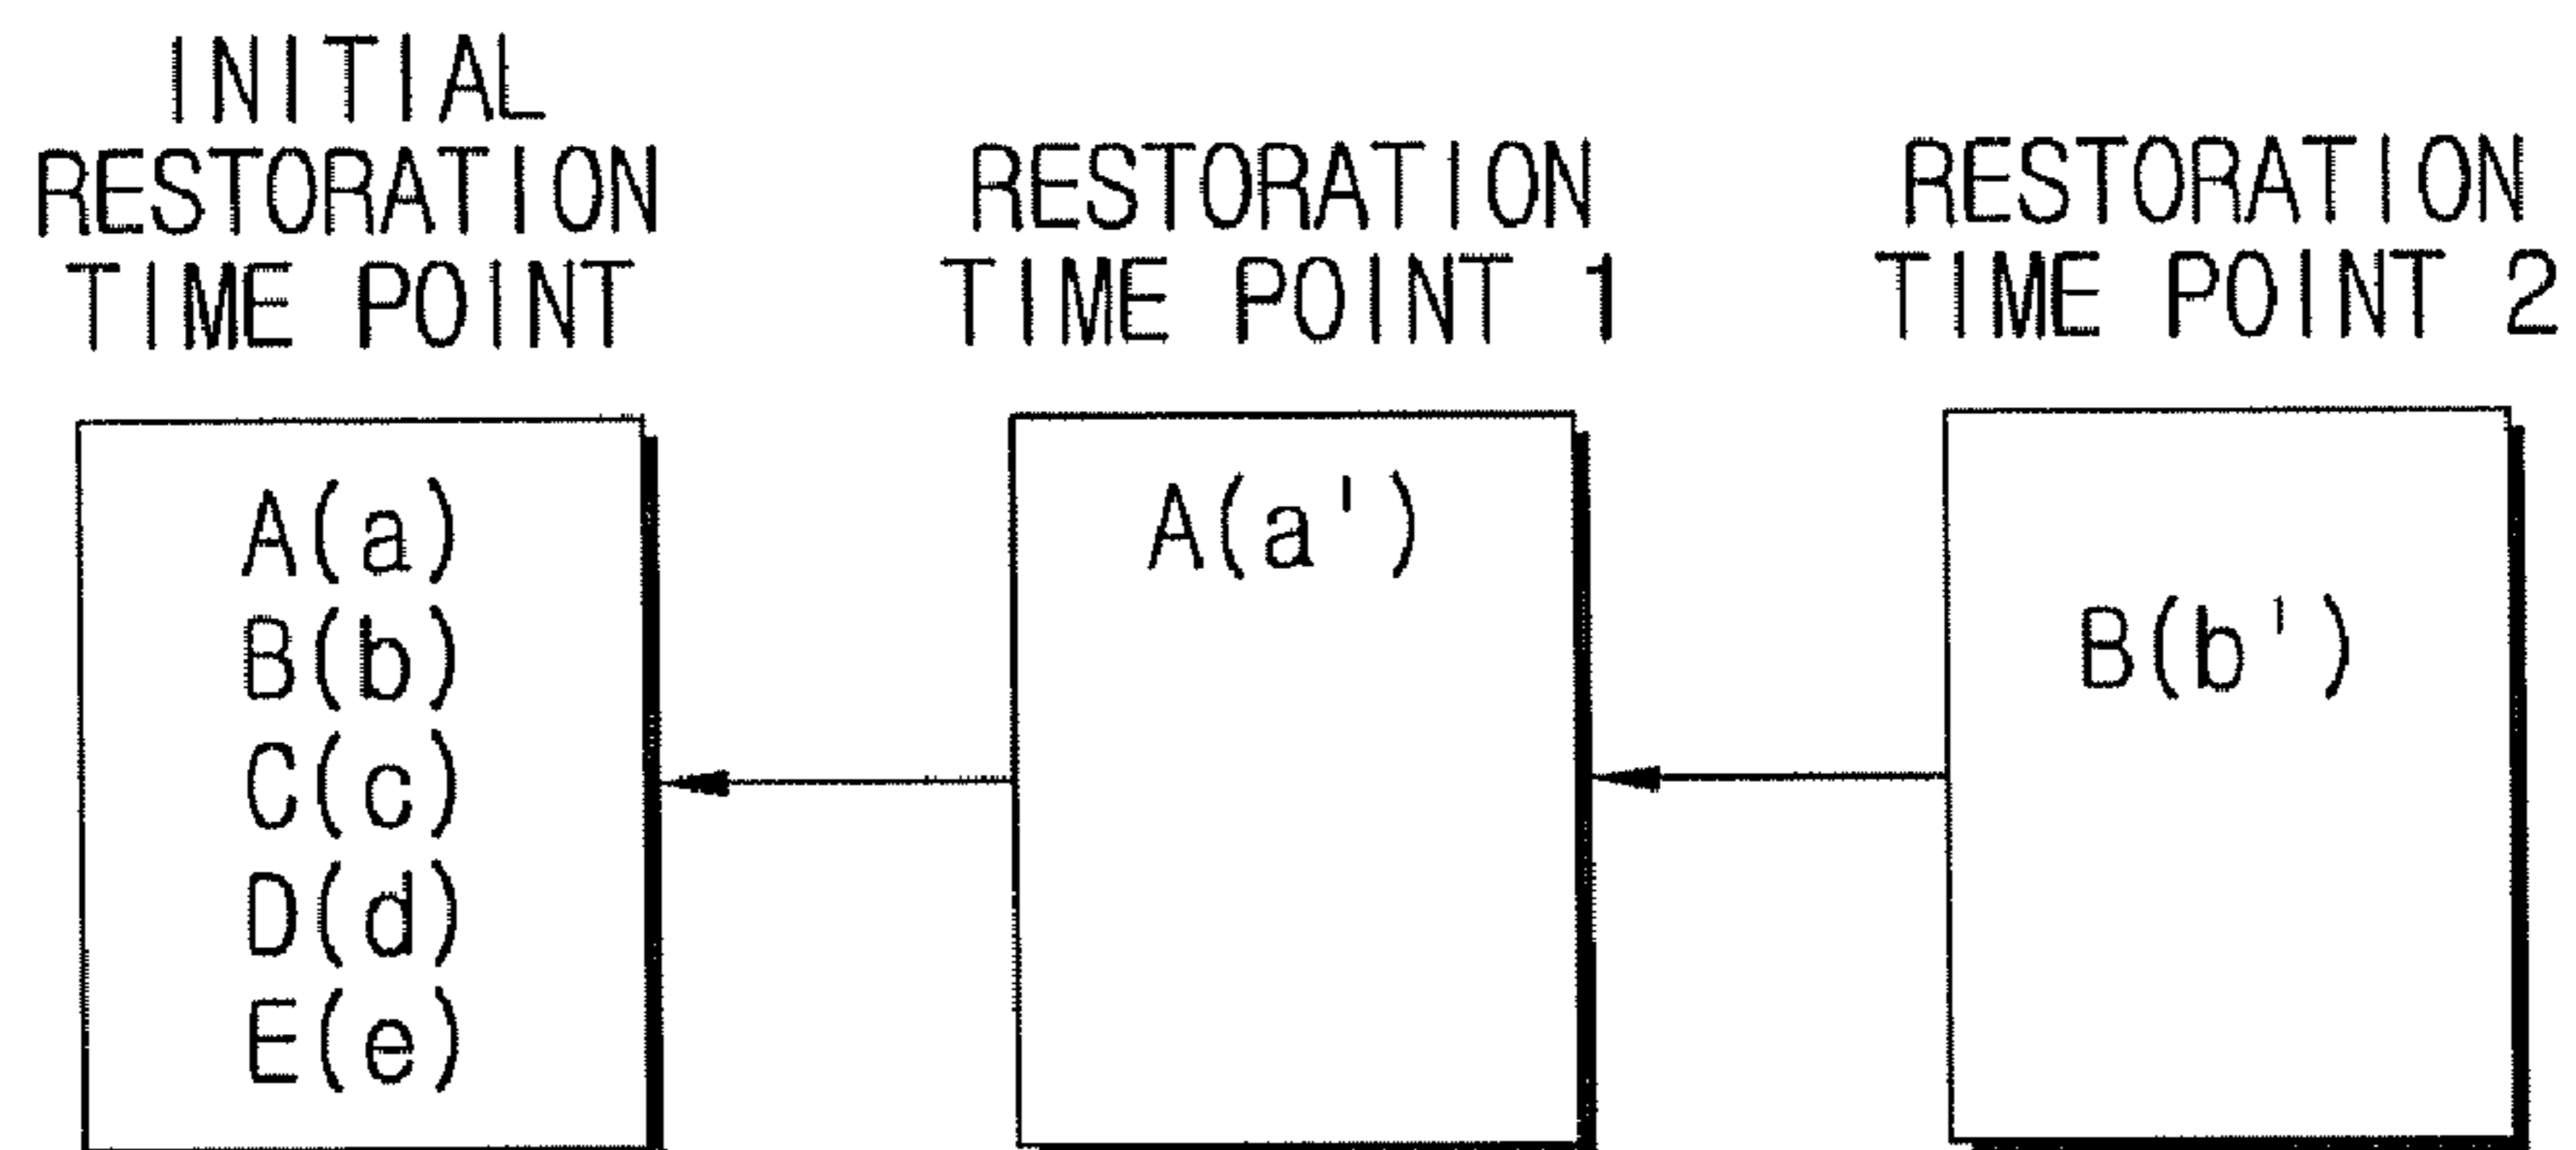 INITIAL
RESTORATION
TIME POINT
RESTORATION
TIME POINT 1
RESTORATION
TIME POINT 2
A(a)
B(b)
C(c)
D(d)
E(e)
A(a')
B(b')